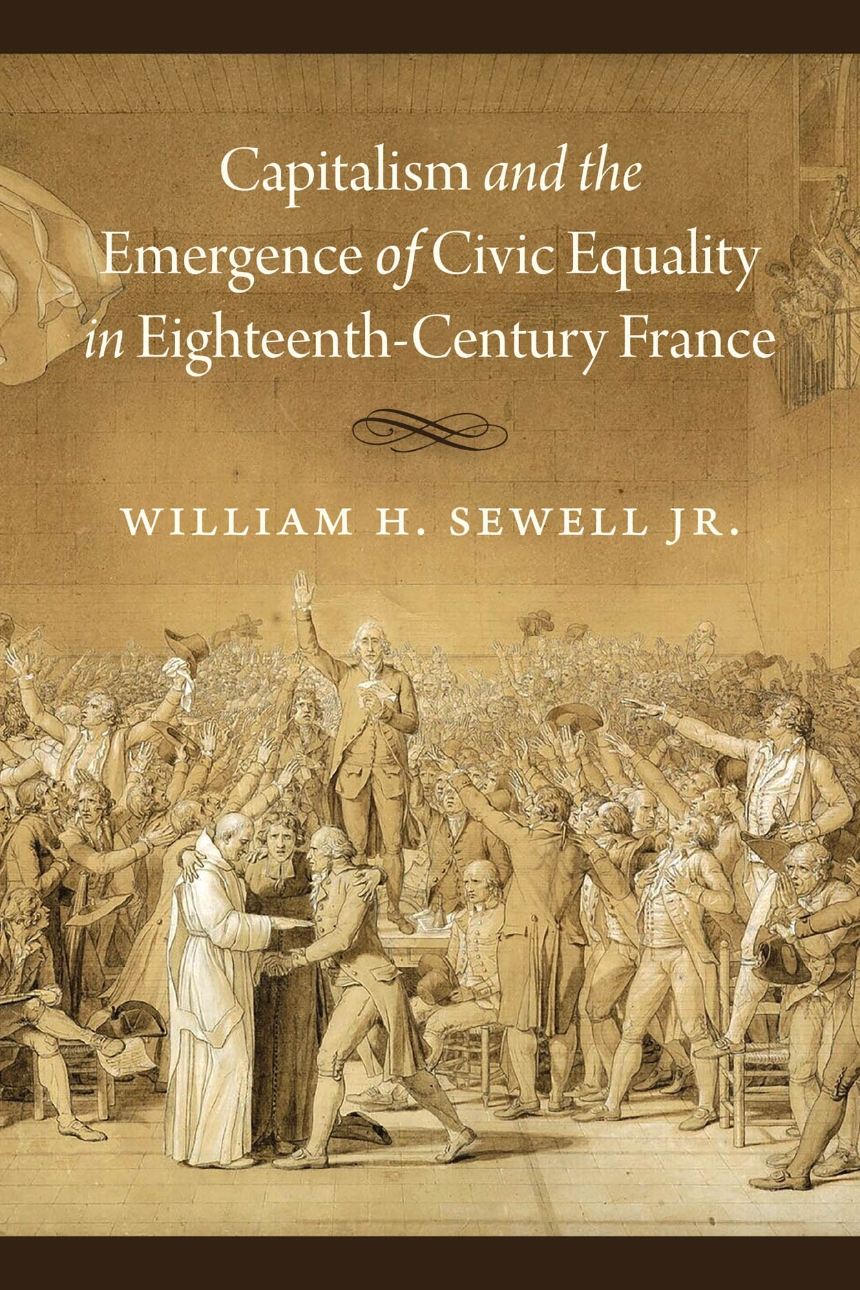 Capitalism and the
Emergence of Civic Equality
in Eighteenth-Century France
WILLIAM H. SEWELL JR.